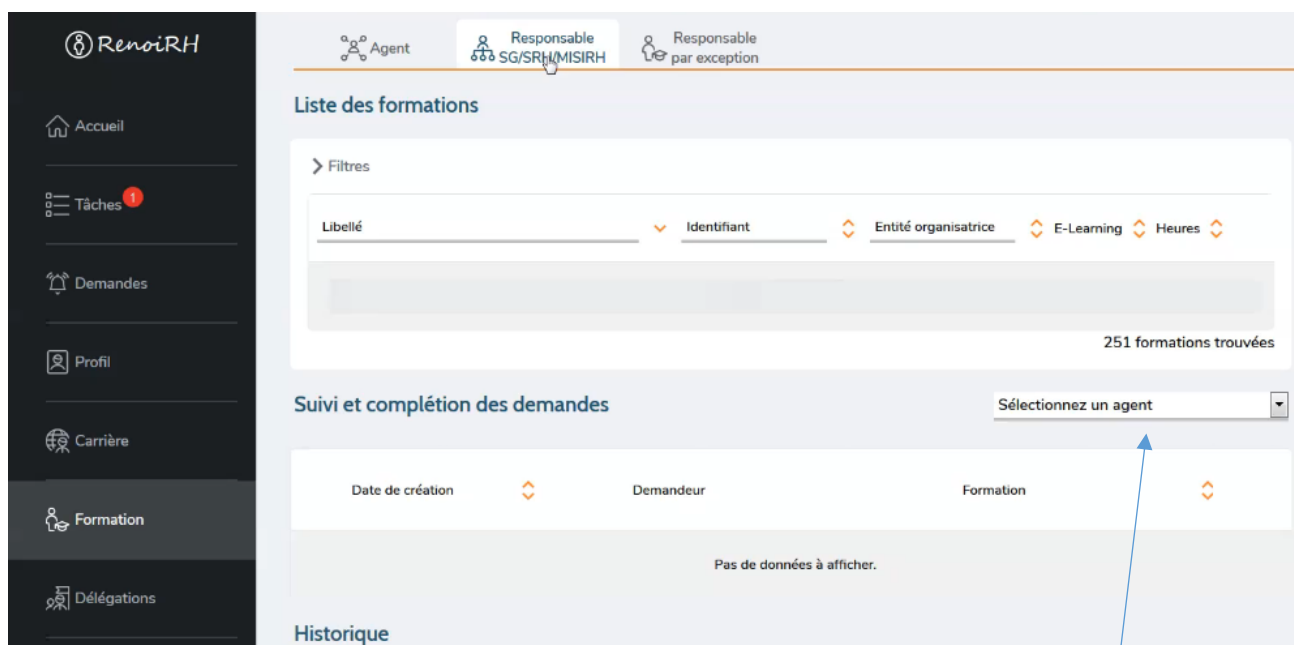 RenoiRH
Accueil
Tâches 1
Demandes
Profil
Carrière
Formation
Délégations
Agent
Responsable
SG/SRH/MISIRH
Responsable
par exception
Liste des formations
Filtres
Libellé Identifiant Entité organisatrice E-Learning Heures
251 formations trouvées
Suivi et complétion des demandes
Sélectionnez un agent
Date de création Demandeur Formation
Pas de données à afficher.
Historique